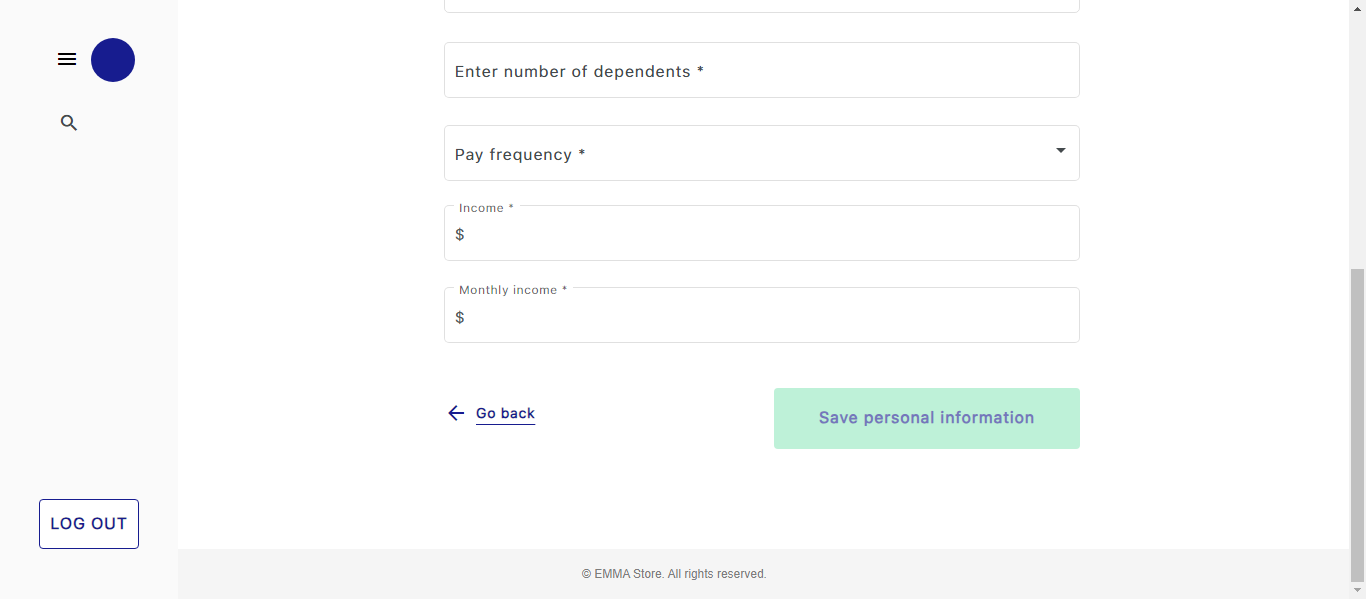 Enter number of dependents *
Pay frequency *
Income *
$
Monthly income *
$
Go back
Save personal information
LOG OUT
© EMMA Store. All rights reserved.